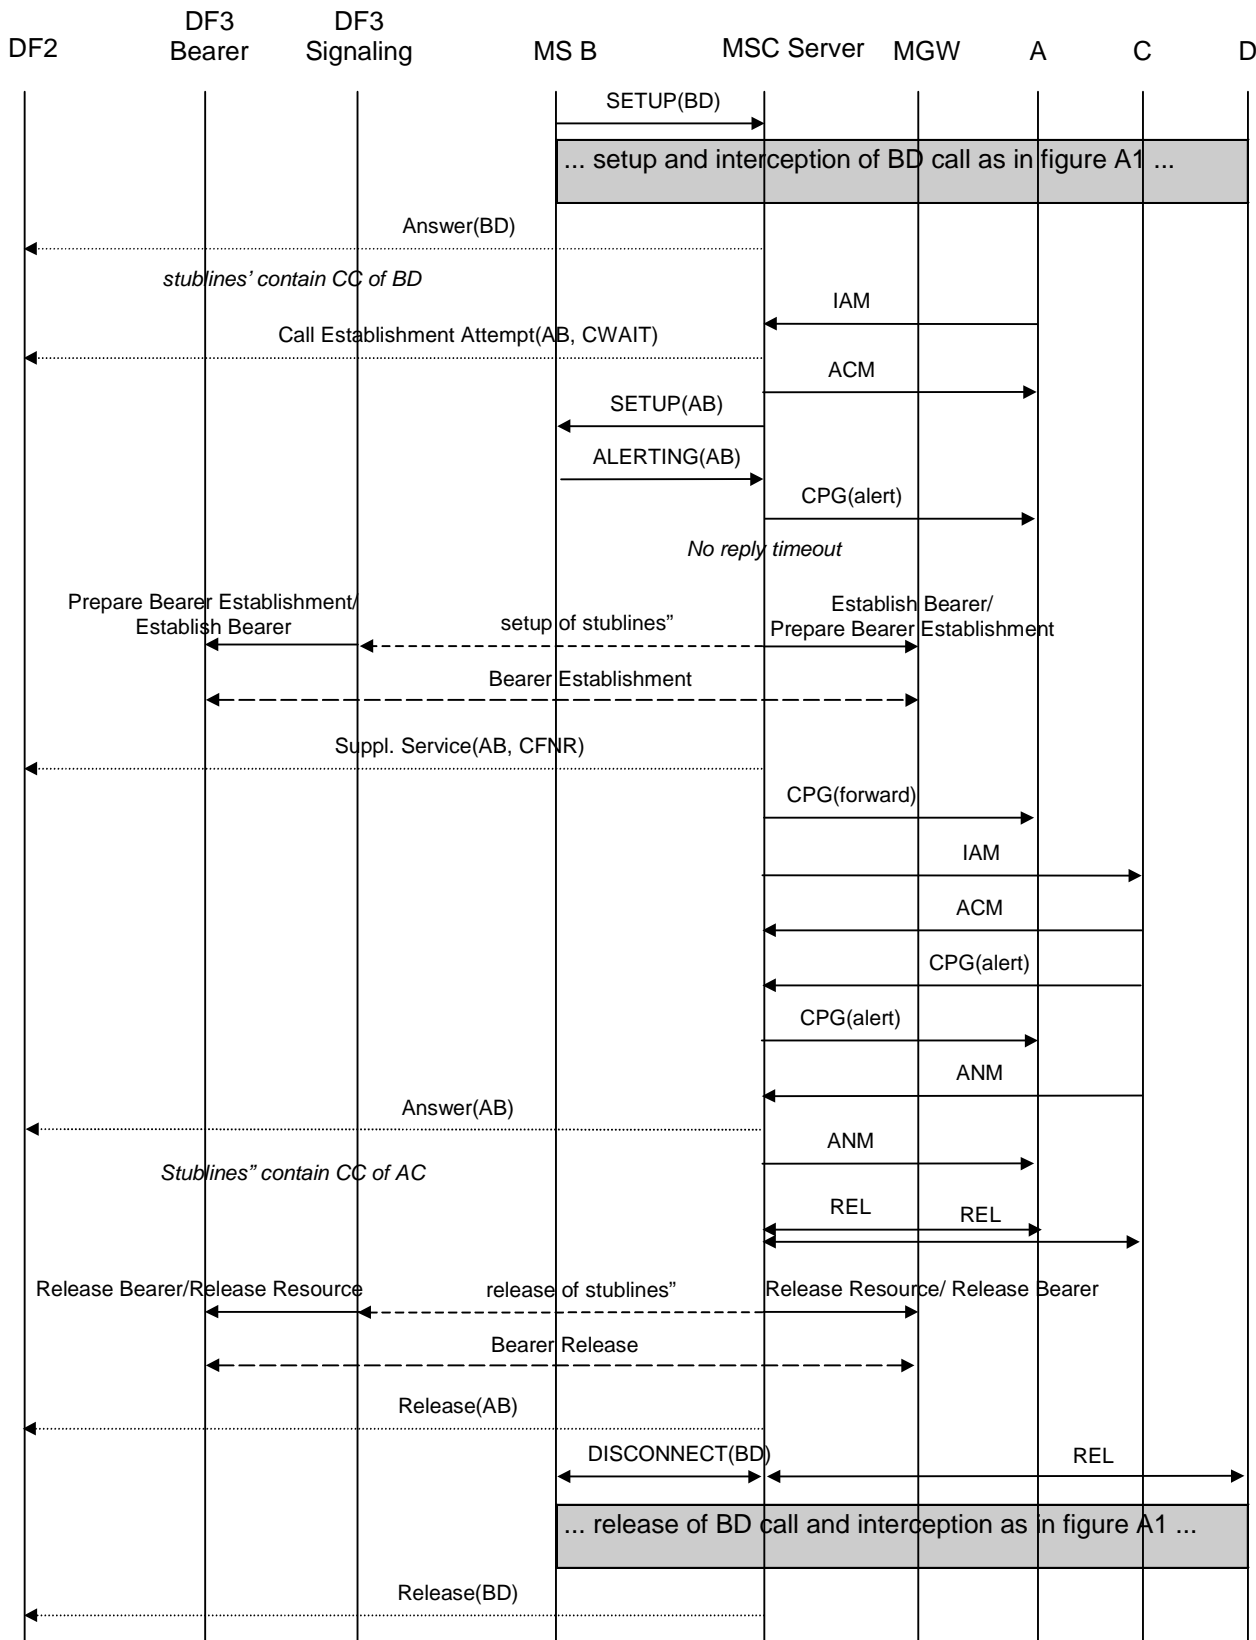 DF2
DF3
Bearer
DF3
Signaling
MS B
MSC Server
MGW
A
C
D
SETUP(BD)
... setup and interception of BD call as in figure A1 ...
Answer(BD)
stublines’ contain CC of BD
IAM
Call Establishment Attempt(AB, CWAIT)
ACM
SETUP(AB)
ALERTING(AB)
CPG(alert)
No reply timeout
Prepare Bearer Establishment/
Establish Bearer
setup of stublines”
Establish Bearer/
Prepare Bearer Establishment
Bearer Establishment
Suppl. Service(AB, CFNR)
CPG(forward)
IAM
ACM
CPG(alert)
CPG(alert)
ANM
Answer(AB)
ANM
Stublines” contain CC of AC
REL
REL
Release Bearer/Release Resource
release of stublines”
Release Resource/ Release Bearer
Bearer Release
Release(AB)
DISCONNECT(BD)
REL
... release of BD call and interception as in figure A1 ...
Release(BD)